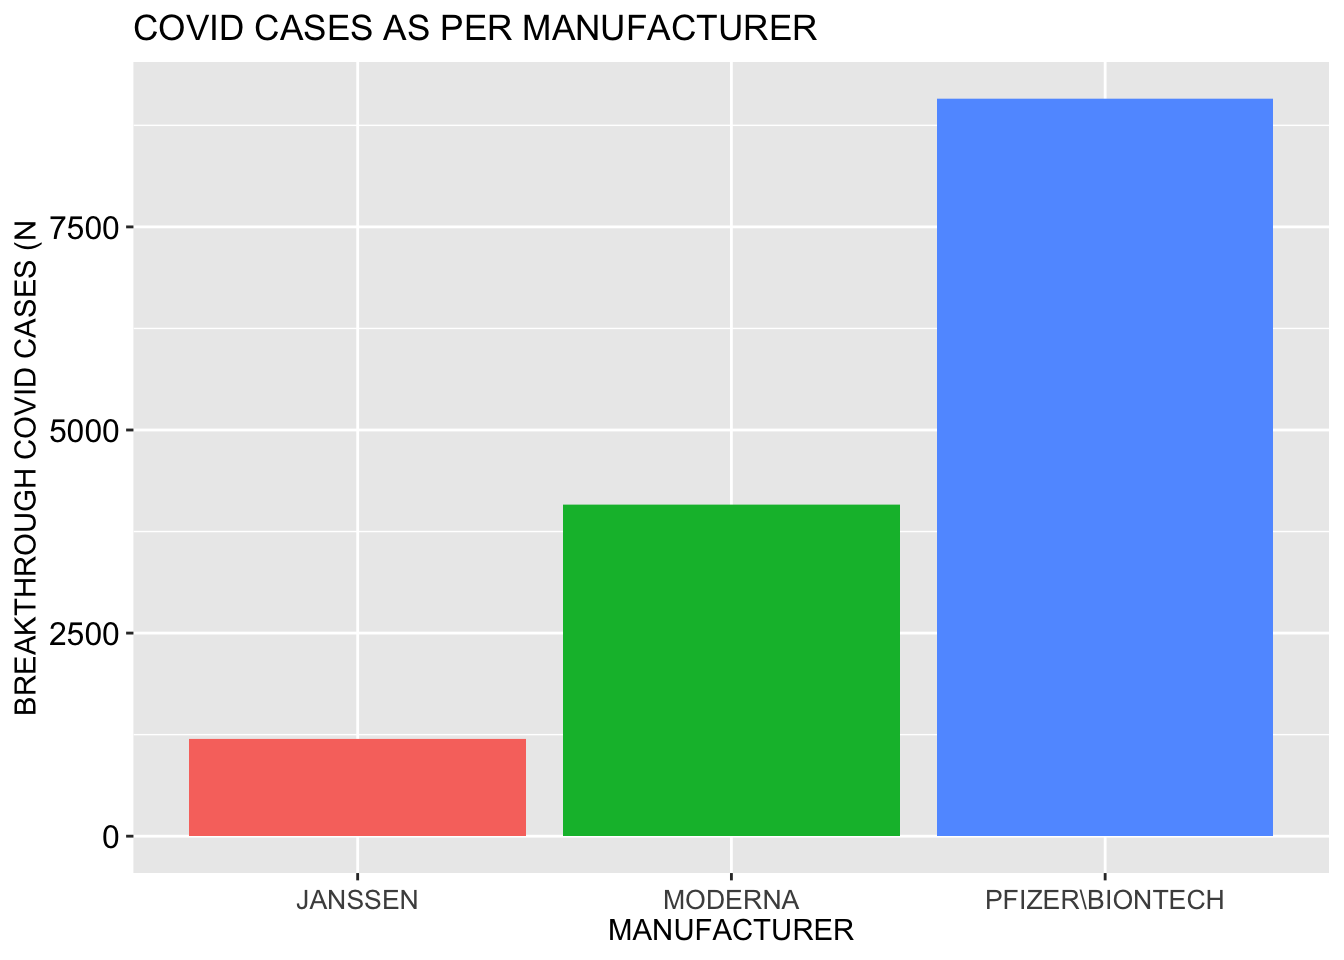 COVID CASES AS PER MANUFACTURER
BREAKTHROUGH COVID CASES (N
7500
5000
2500
0
JANSSEN
MODERNA
PFIZER\BIONTECH
MANUFACTURER